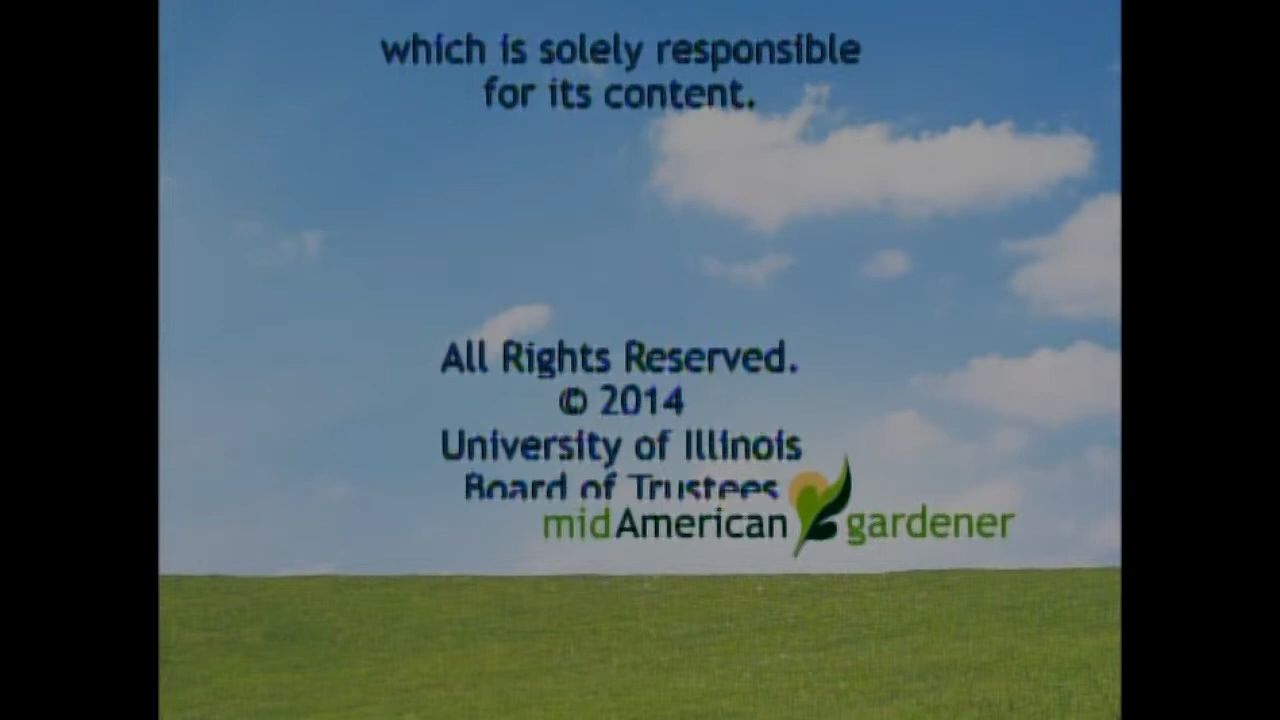 which is solely responsible
for its content.
All Rights Reserved.
© 2014
University of Illinois
Board of Trustees
midAmerican gardener